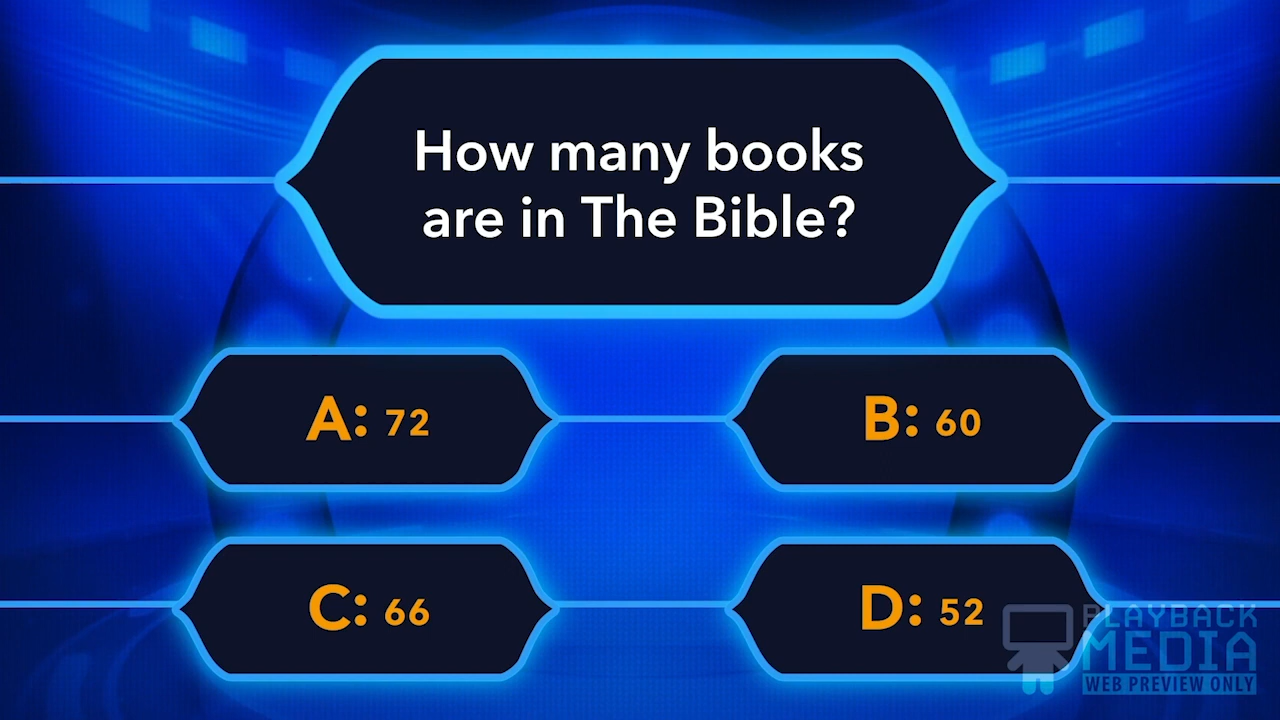 How many books
are in The Bible?
A: 72
B: 60
C: 66
D: 52
PLAYBACK
MEDIA
WEB PREVIEW ONLY